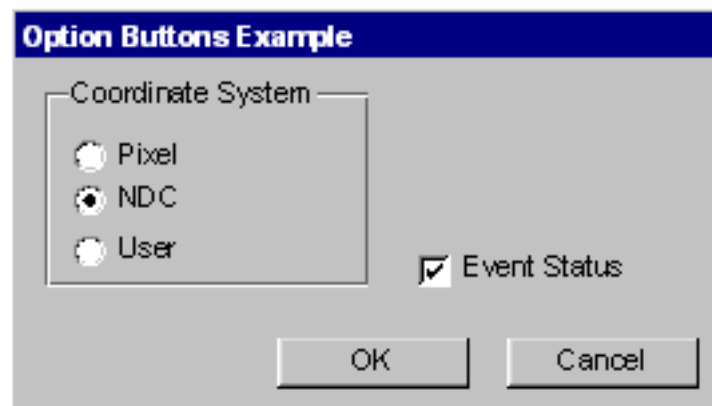 Option Buttons Example
Coordinate System
Pixel
NDC
User
Event Status
OK
Cancel